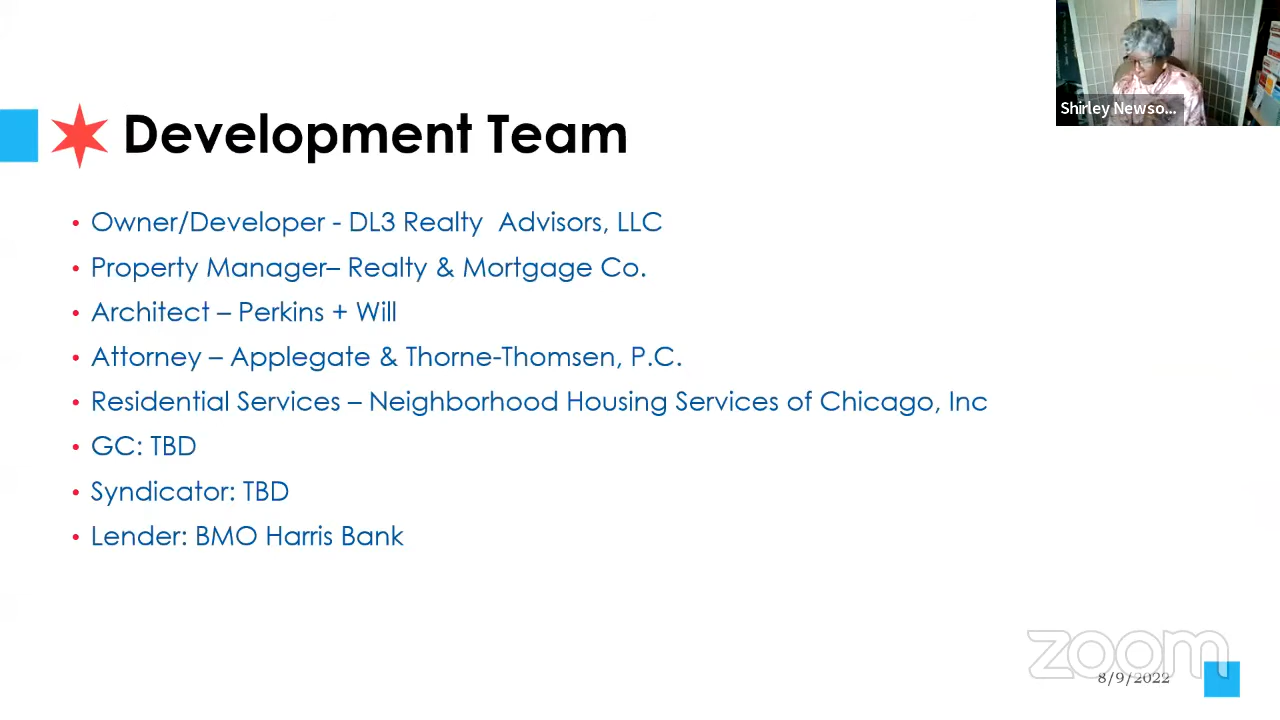 Shirley Newso...
Development Team
• Owner/Developer - DL3 Realty Advisors, LLC
• Property Manager– Realty & Mortgage Co.
• Architect – Perkins + Will
• Attorney – Applegate & Thorne-Thomsen, P.C.
• Residential Services – Neighborhood Housing Services of Chicago, Inc
• GC: TBD
• Syndicator: TBD
• Lender: BMO Harris Bank
zoom
8/9/2022